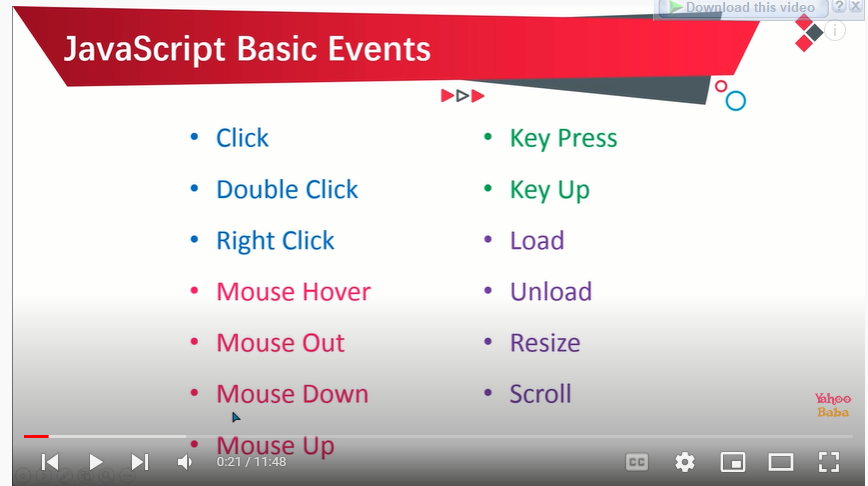 Download this video
JavaScript Basic Events
Click
Double Click
Right Click
Mouse Hover
Mouse Out
Mouse Down
Mouse Up
Key Press
Key Up
Load
Unload
Resize
Scroll
Yahoo
Baba
0:21 / 11:48
CC